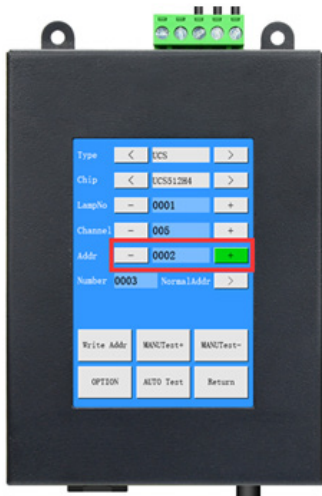 Type < UCS >
Chip < UCS512H4 >
LampNo - 0001 +
Channel - 005 +
Addr - 0002 +
Number 0003 NormalAddr >
Write Addr MANUTest+ MANUTest-
OPTION AUTO Test Return